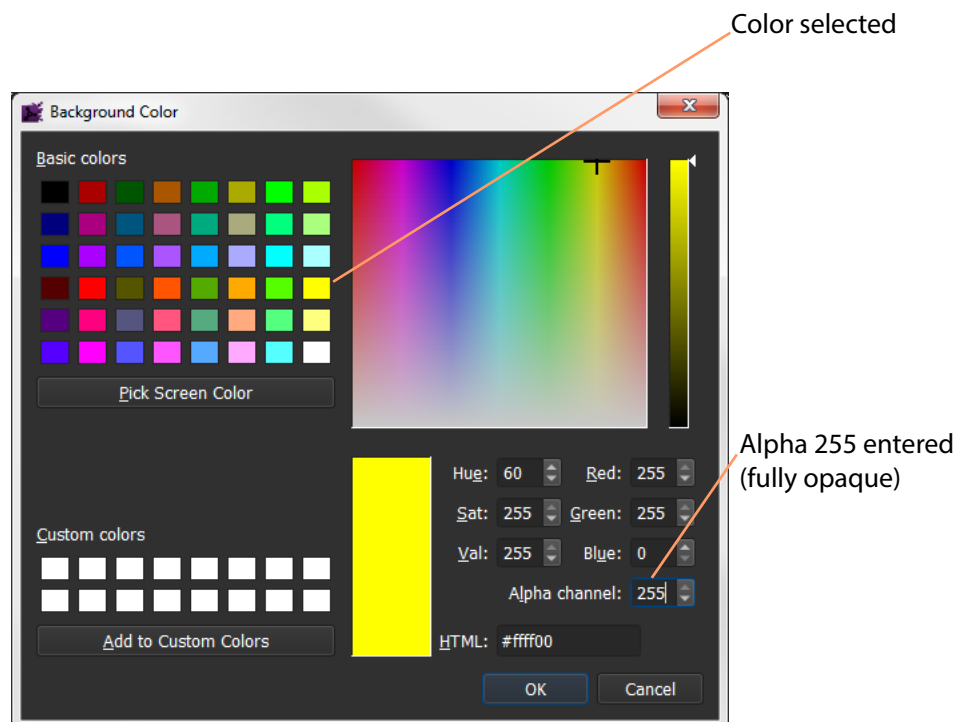 Color selected
Background Color
Basic colors
Pick Screen Color
Hue: 60 Red: 255
Sat: 255 Green: 255
Val: 255 Blue: 0
Alpha channel: 255
HTML: #ffff00
Custom colors
Add to Custom Colors
OK Cancel
Alpha 255 entered
(fully opaque)